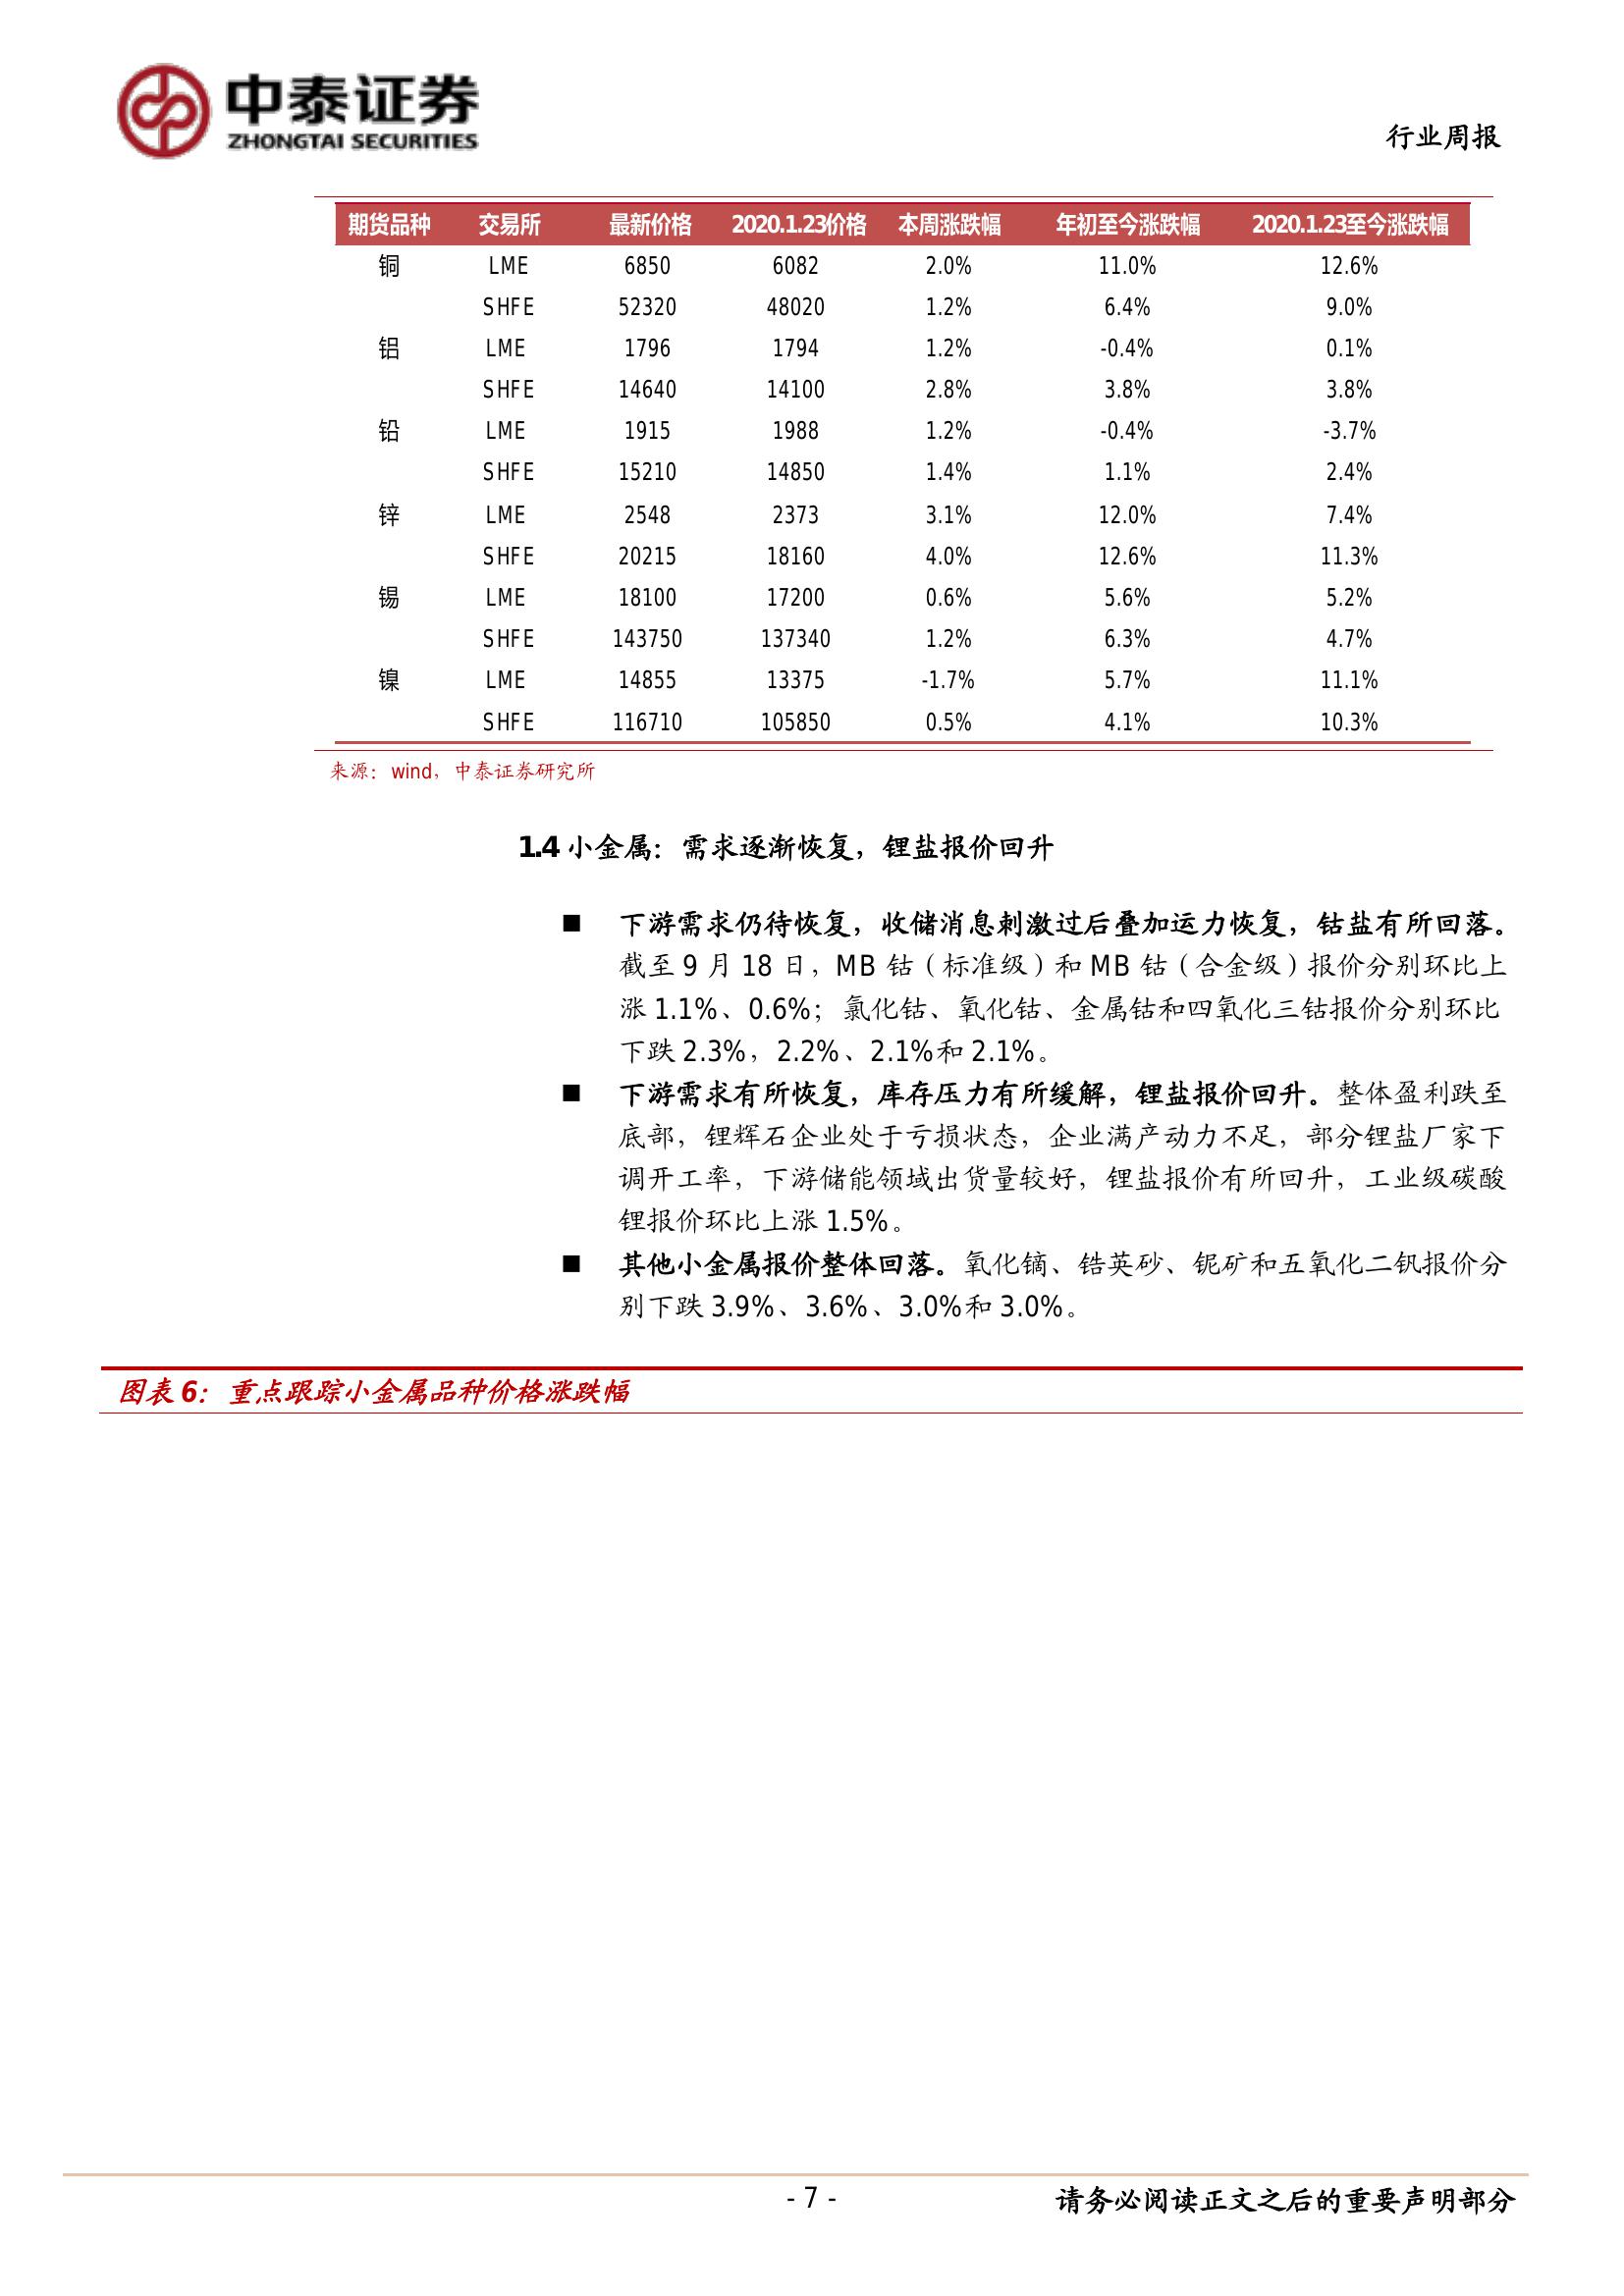 中泰证券
ZHONGTAI SECURITIES
行业周报
期货品种 交易所 最新价格 2020.1.23价格 本周涨跌幅 年初至今涨跌幅 2020.1.23至今涨跌幅
铜 LME 6850 6082 2.0% 11.0% 12.6%
SHFE 52320 48020 1.2% 6.4% 9.0%
铝 LME 1796 1794 1.2% -0.4% 0.1%
SHFE 14640 14100 2.8% 3.8% 3.8%
铅 LME 1915 1988 1.2% -0.4% -3.7%
SHFE 15210 14850 1.4% 1.1% 2.4%
锌 LME 2548 2373 3.1% 12.0% 7.4%
SHFE 20215 18160 4.0% 12.6% 11.3%
锡 LME 18100 17200 0.6% 5.6% 5.2%
SHFE 143750 137340 1.2% 6.3% 4.7%
镍 LME 14855 13375 -1.7% 5.7% 11.1%
SHFE 116710 105850 0.5% 4.1% 10.3%
来源：wind，中泰证券研究所
1.4 小金属：需求逐渐恢复，锂盐报价回升
■ 下游需求仍待恢复，收储消息刺激过后叠加运力恢复，钴盐有所回落。
截至 9 月 18 日，MB 钴（标准级）和 MB 钴（合金级）报价分别环比上
涨 1.1%、0.6%；氯化钴、氧化钴、金属钴和四氧化三钴报价分别环比
下跌 2.3%，2.2%、2.1%和 2.1%。
■ 下游需求有所恢复，库存压力有所缓解，锂盐报价回升。整体盈利跌至
底部，锂辉石企业处于亏损状态，企业满产动力不足，部分锂盐厂家下
调开工率，下游储能领域出货量较好，锂盐报价有所回升，工业级碳酸
锂报价环比上涨 1.5%。
■ 其他小金属报价整体回落。氧化镝、锆英砂、铌矿和五氧化二钒报价分
别下跌 3.9%、3.6%、3.0%和 3.0%。
图表 6：重点跟踪小金属品种价格涨跌幅
- 7 -
请务必阅读正文之后的重要声明部分